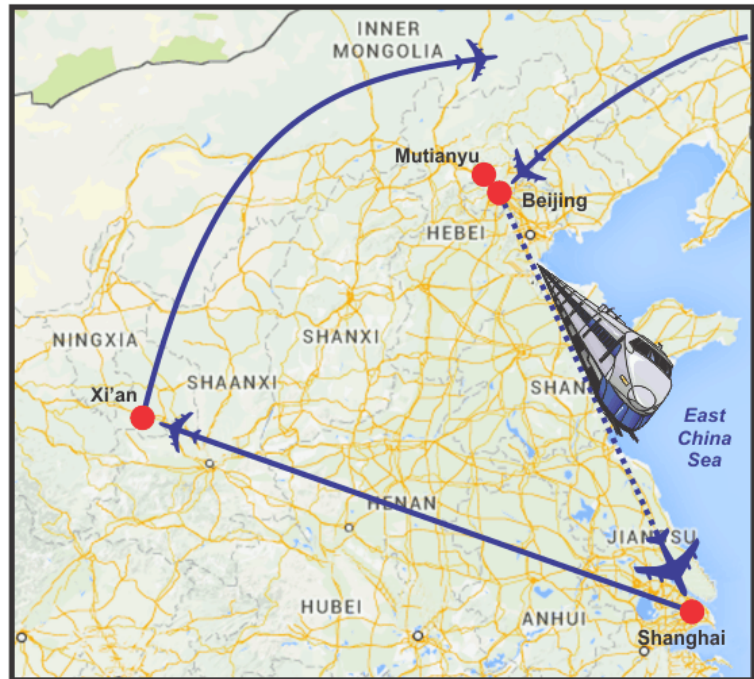 INNER
MONGOLIA
Mutianyu
Beijing
HEBEI
NINGXIA
SHANXI
SHAANXI
Xi'an
SHAN
East
China
Sea
HENAN
JIANGSU
HUBEI
ANHUI
Shanghai